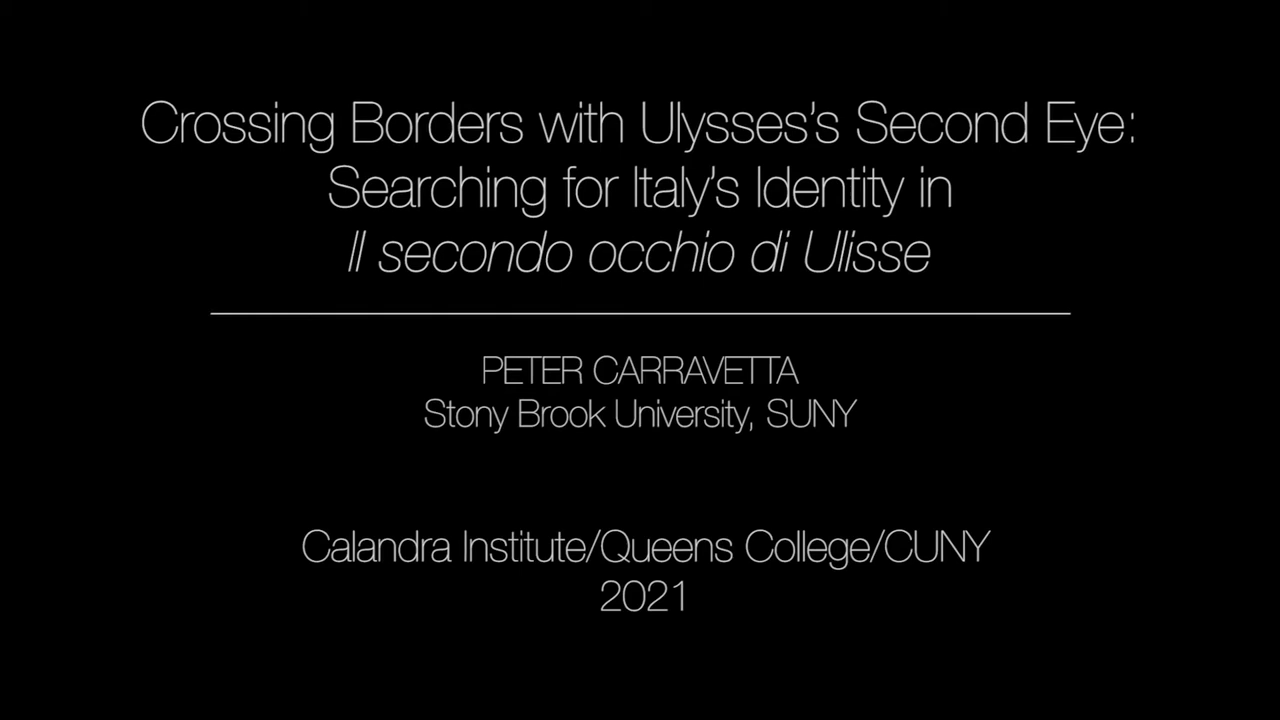 Crossing Borders with Ulysses’s Second Eye:
Searching for Italy’s Identity in
Il secondo occhio di Ulisse
PETER CARRAVETTA
Stony Brook University, SUNY
Calandra Institute/Queens College/CUNY
2021